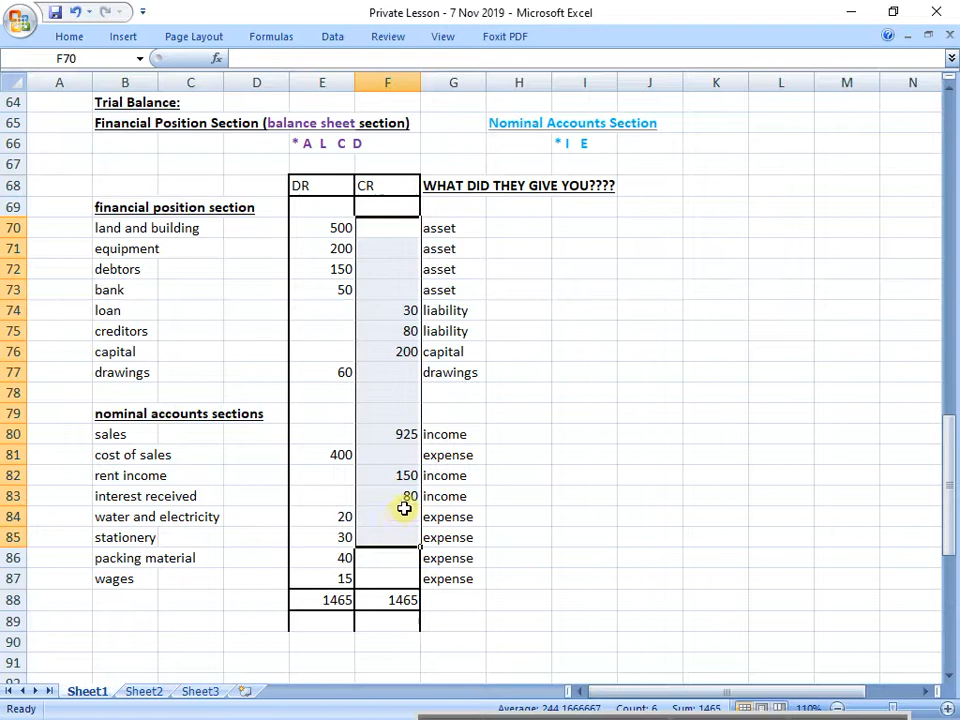 Private Lesson - 7 Nov 2019 - Microsoft Excel
Home Insert Page Layout Formulas Data Review View Foxit PDF
F70 fx
A B C D E F G H I J K L M N
64 Trial Balance:
65 Financial Position Section (balance sheet section) Nominal Accounts Section
66 * A L C D * I E
67
68 DR CR WHAT DID THEY GIVE YOU????
69 financial position section
70 land and building 500 asset
71 equipment 200 asset
72 debtors 150 asset
73 bank 50 asset
74 loan 30 liability
75 creditors 80 liability
76 capital 200 capital
77 drawings 60 drawings
78
79 nominal accounts sections
80 sales 925 income
81 cost of sales 400 expense
82 rent income 150 income
83 interest received 80 income
84 water and electricity 20 expense
85 stationery 30 expense
86 packing material 40 expense
87 wages 15 expense
88 1465 1465
89
90
91
Sheet1 Sheet2 Sheet3
Ready Average: 244.1666667 Count: 6 Sum: 1465 110%